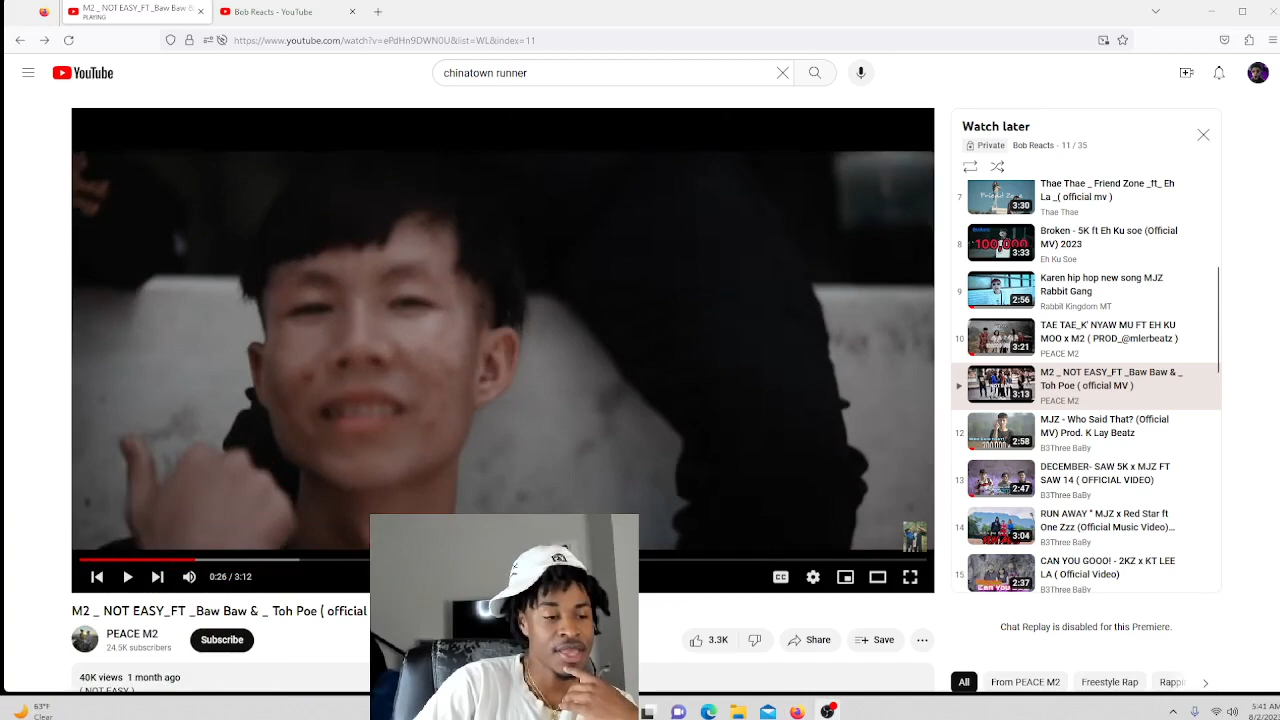 M2 _ NOT EASY_FT _Baw Baw &
PLAYING
Bob Reacts - YouTube
https://www.youtube.com/watch?v=ePdHn9DWN0U&list=WL&index=11
YouTube
chinatown runner
Watch later
Private Bob Reacts - 11 / 35
7
Thae Thae _ Friend Zone _ft_ Eh
La _( official mv )
Thae Thae
3:30
8
Broken - 5K ft Eh Ku soe (Official
MV) 2023
Eh Ku Soe
100,000
3:33
9
Karen hip hop new song MJZ
Rabbit Gang
Rabbit Kingdom MT
2:56
10
TAE TAE_K' NYAW MU FT EH KU
MOO x M2 ( PROD_@mlerbeatz )
PEACE M2
3:21
M2 _ NOT EASY_FT _Baw Baw & _
Toh Poe ( official MV )
PEACE M2
3:13
12
MJZ - Who Said That? (Official
MV) Prod. K Lay Beatz
B3Three BaBy
2:58
13
DECEMBER- SAW 5K x MJZ FT
SAW 14 ( OFFICIAL VIDEO)
B3Three BaBy
2:47
14
RUN AWAY " MJZ x Red Star ft
One Zzz (Official Music Video)...
B3Three BaBy
3:04
15
CAN YOU GOOO! - 2KZ x KT LEE
LA ( Official Video)
B3Three BaBy
2:37
0:26 / 3:12
CC
M2 _ NOT EASY_FT _Baw Baw & _ Toh Poe ( official
PEACE M2
24.5K subscribers
Subscribe
3.3K
Share
Save
Chat Replay is disabled for this Premiere.
40K views 1 month ago
( NOT EASY )
All
From PEACE M2
Freestyle Rap
Rappi
63°F
Clear
5:41 AM
8/2/202